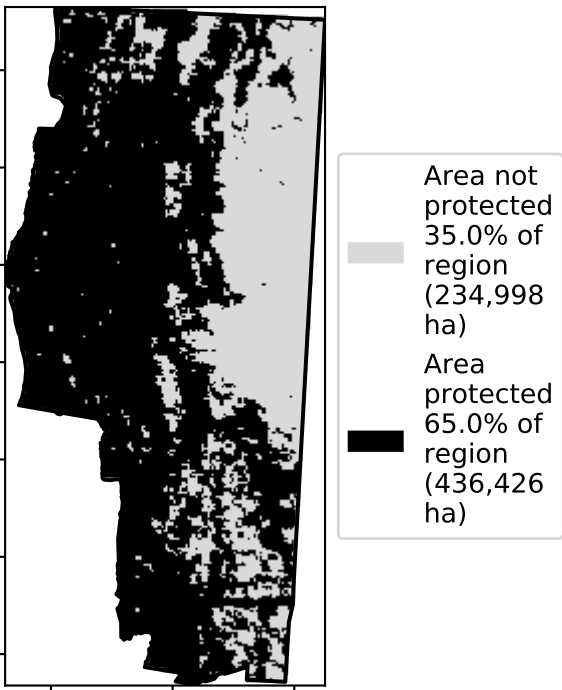 Area not
protected
35.0% of
region
(234,998
ha)
Area
protected
65.0% of
region
(436,426
ha)